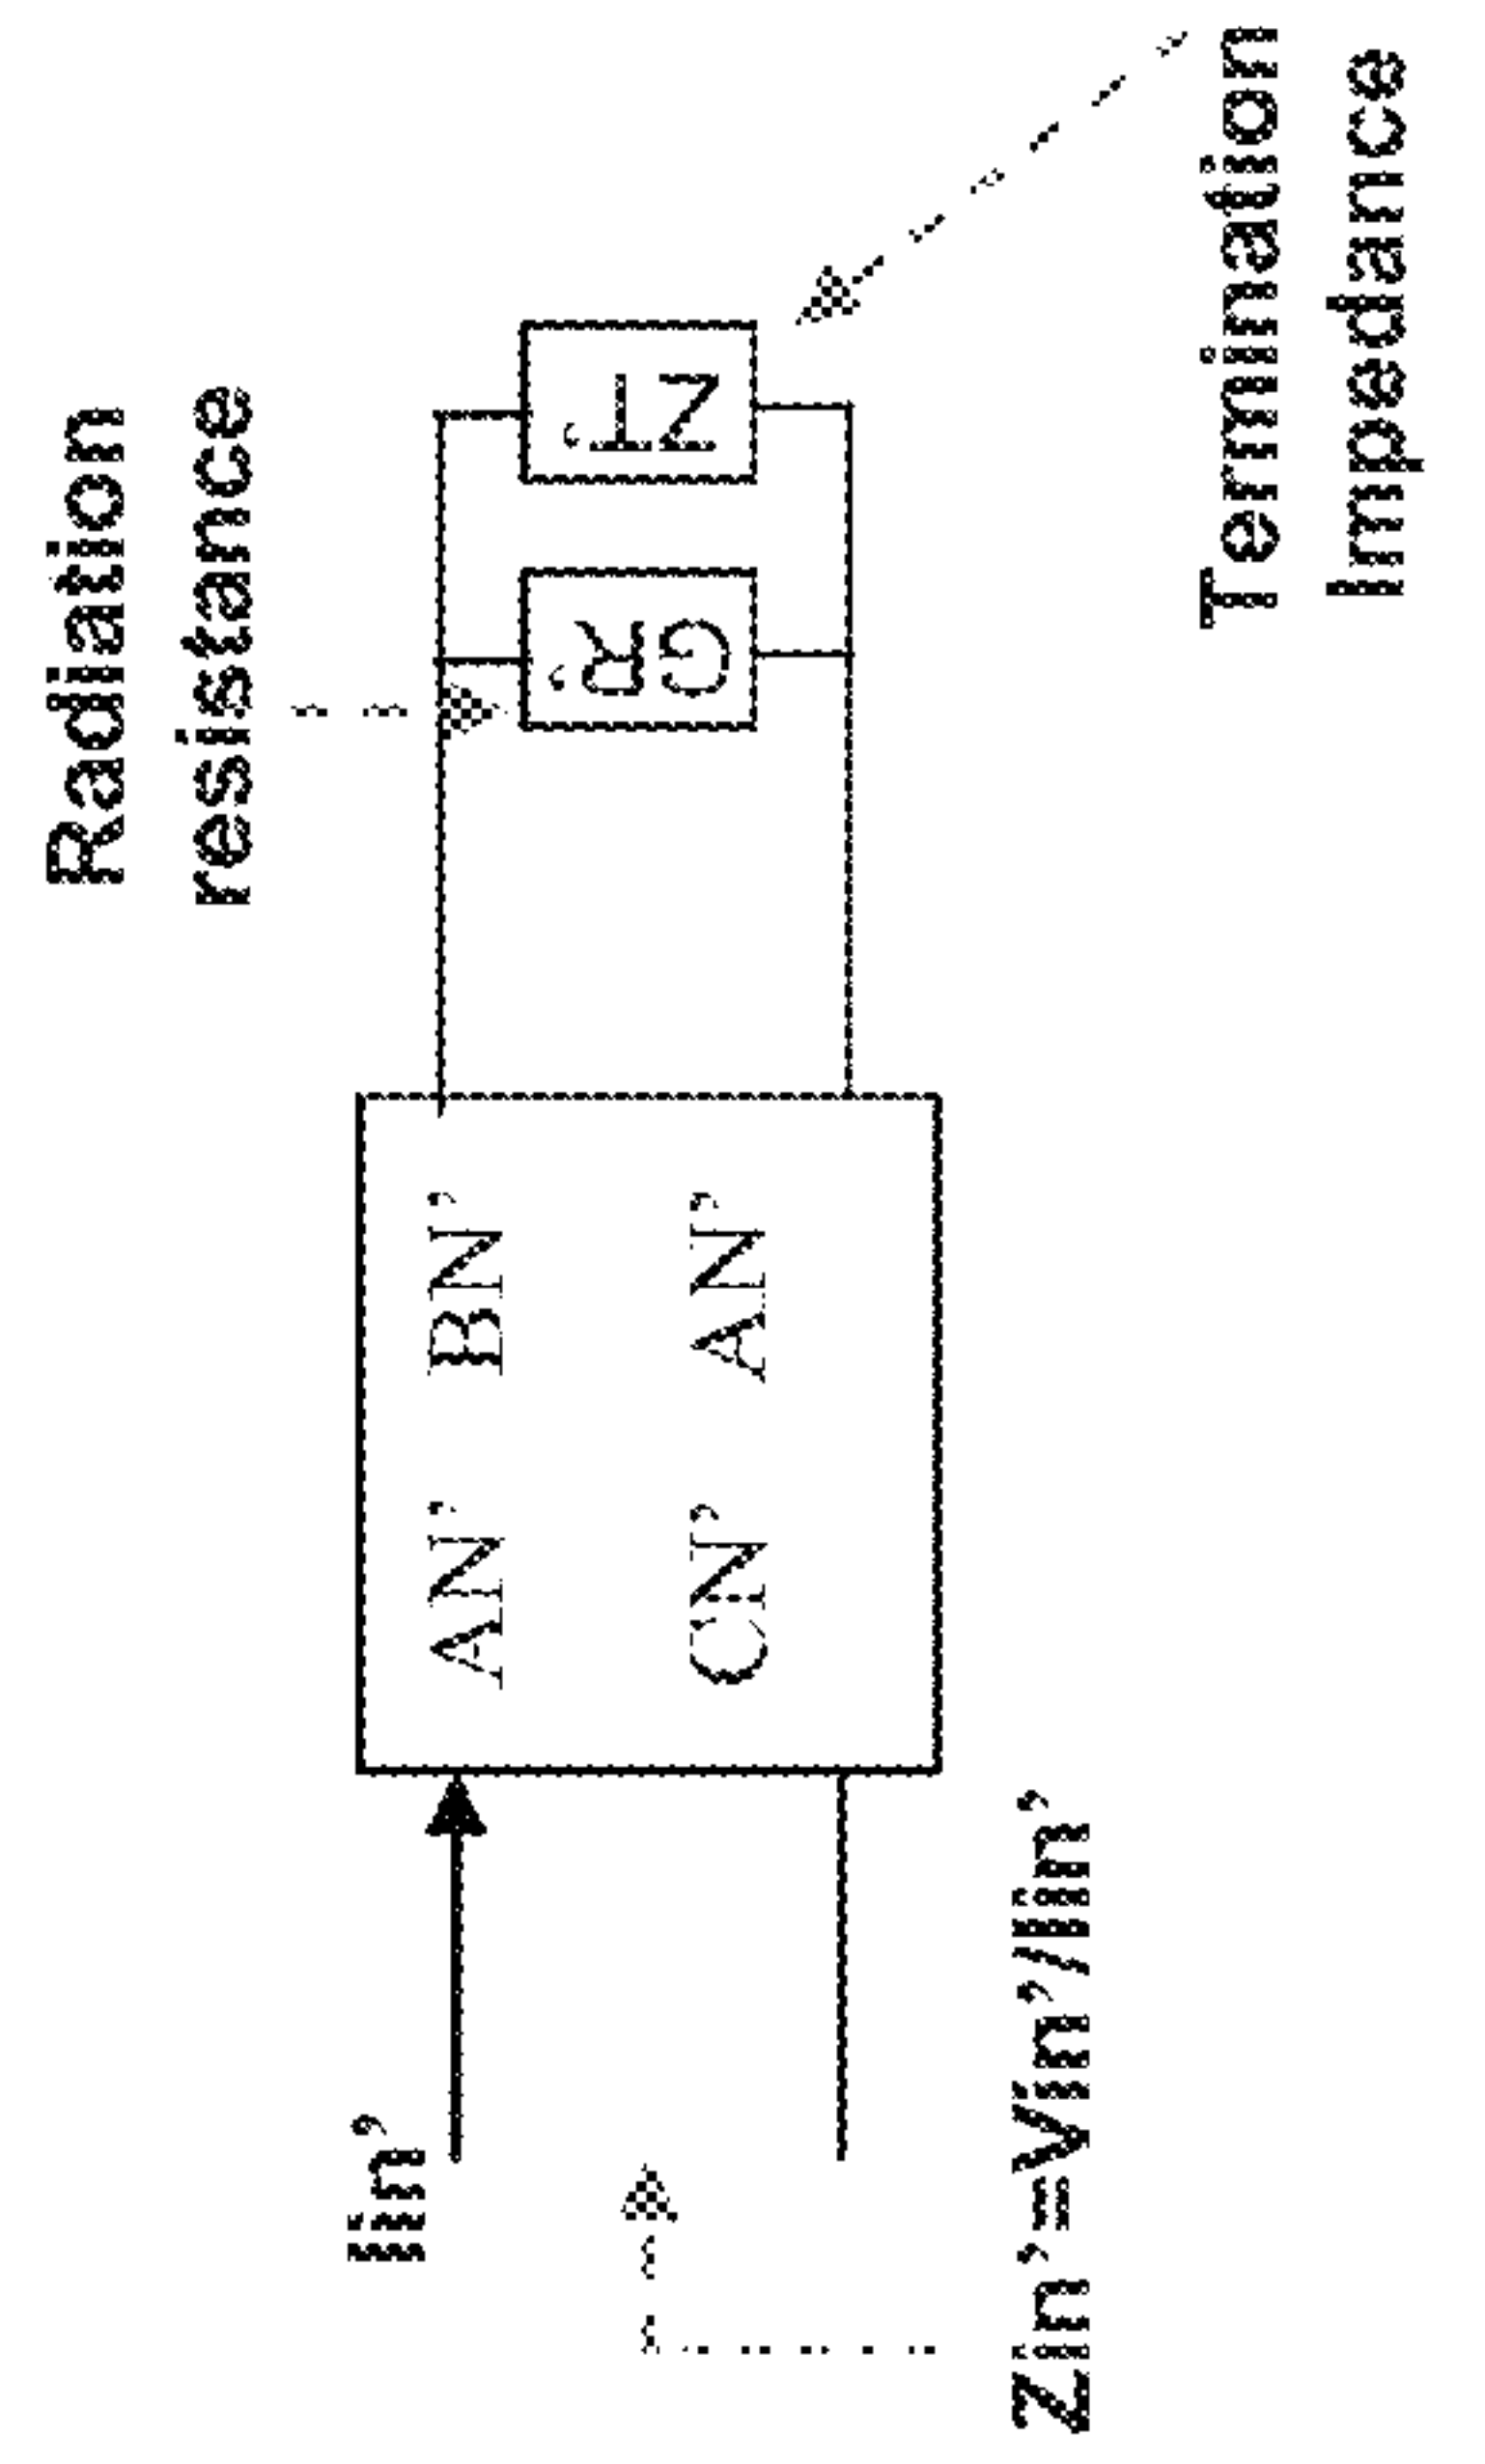 Radiation
resistance
Iin’
AN’ BN’
CN’ AN’
GR’
ZT’
Zin’=Vin’/Iin’
Termination
Impedance